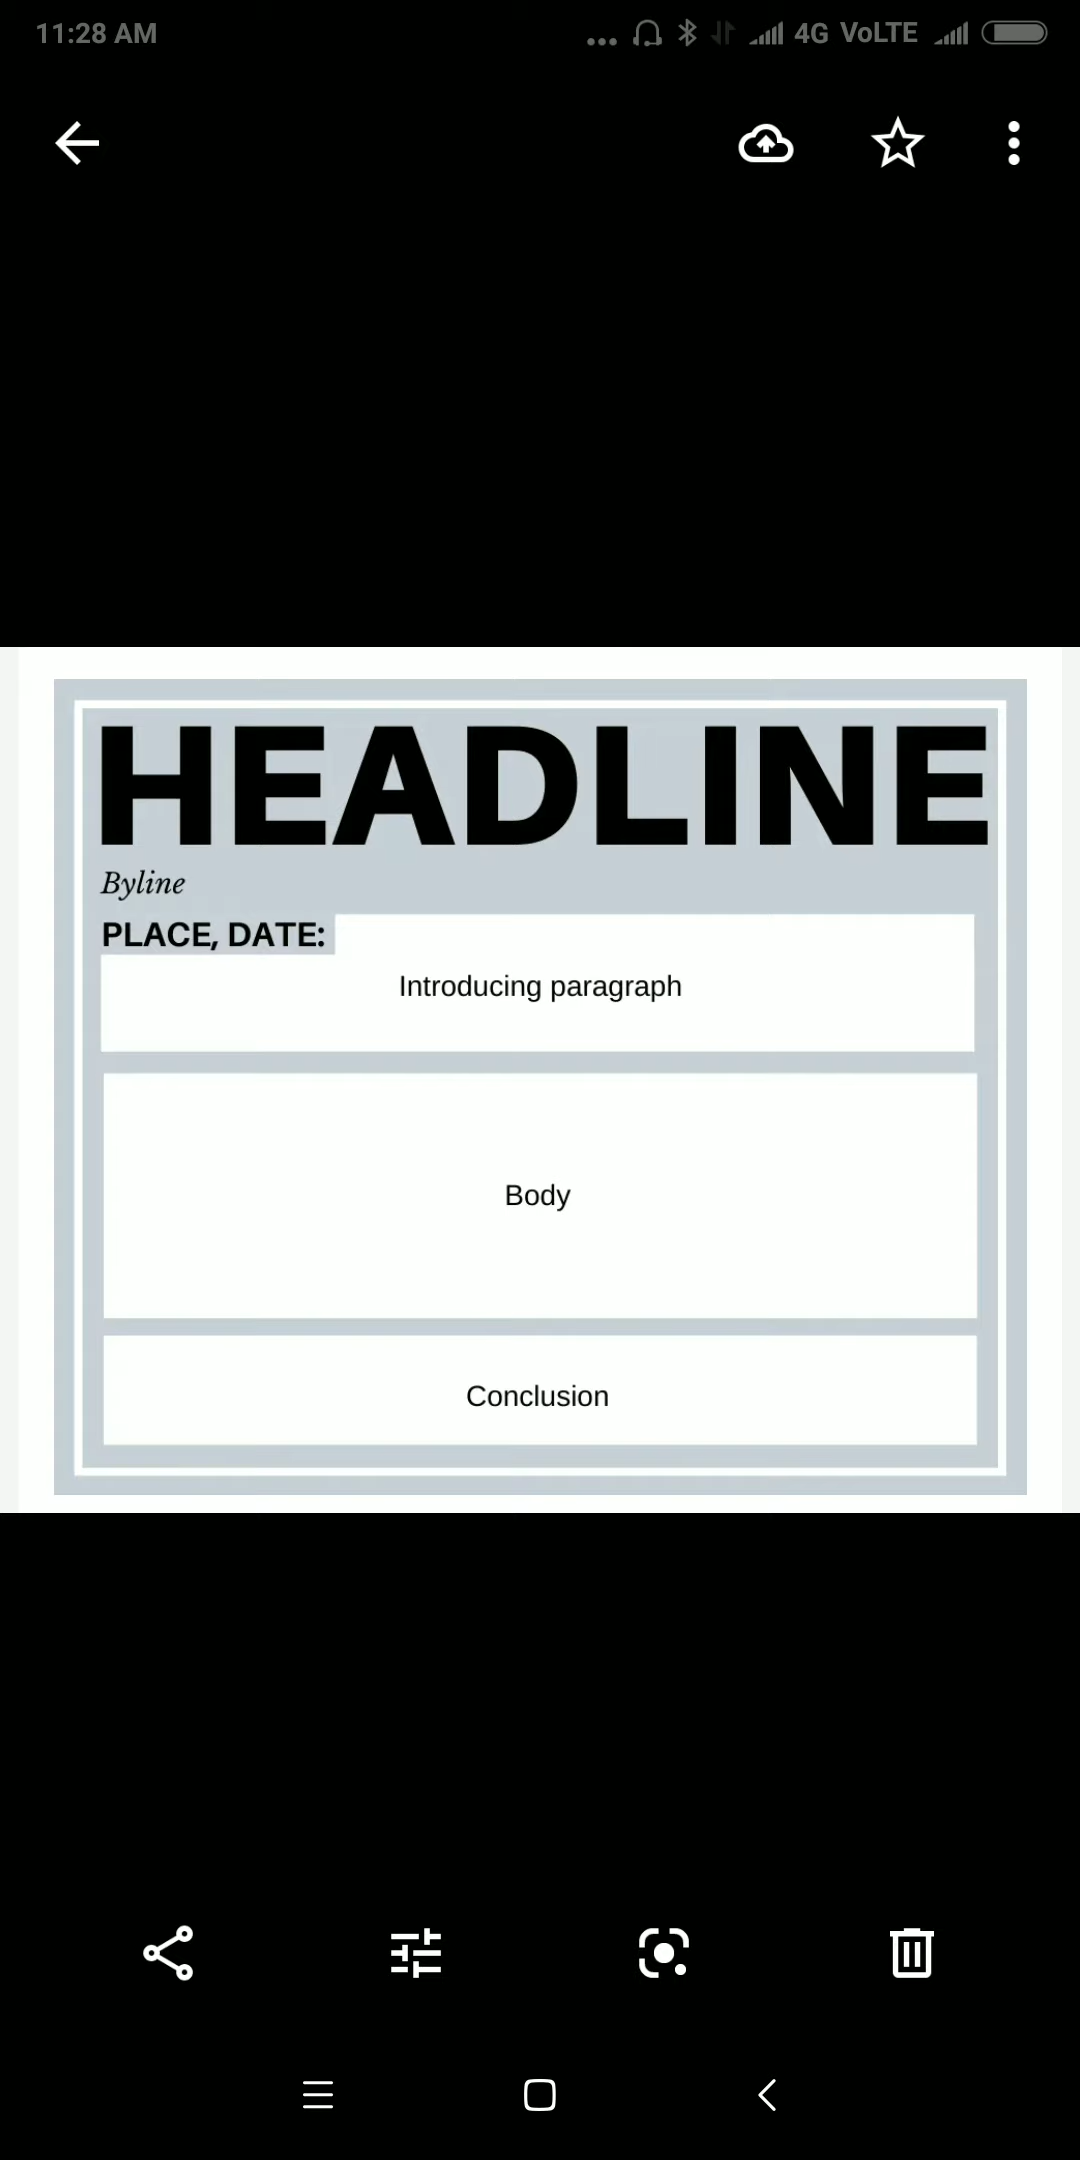 11:28 AM
4G VoLTE
HEADLINE
Byline
PLACE, DATE:
Introducing paragraph
Body
Conclusion